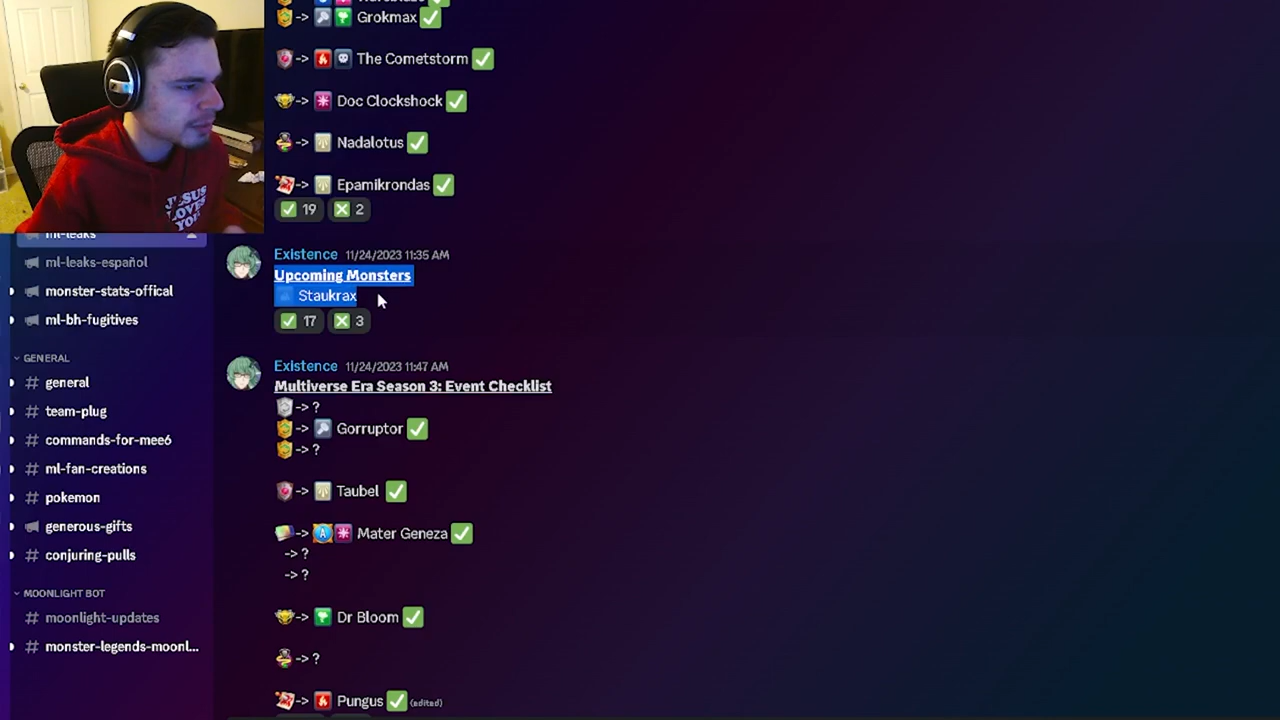 Grokmax
-> The Cometstorm
-> Doc Clockshock
-> Nadalotus
-> Epamikrondas
19 2
JESUS
LOVES
YOU
ml-leaks
ml-leaks-español
monster-stats-offical
ml-bh-fugitives
GENERAL
# general
# team-plug
# commands-for-mee6
# ml-fan-creations
# pokemon
generous-gifts
# conjuring-pulls
MOONLIGHT BOT
# moonlight-updates
# monster-legends-moonl...
Existence 11/24/2023 11:35 AM
Upcoming Monsters
Staukrax
17 3
Existence 11/24/2023 11:47 AM
Multiverse Era Season 3: Event Checklist
-> ?
-> Gorruptor
-> ?
-> Taubel
-> A Mater Geneza
-> ?
-> ?
-> Dr Bloom
-> ?
-> Pungus (edited)